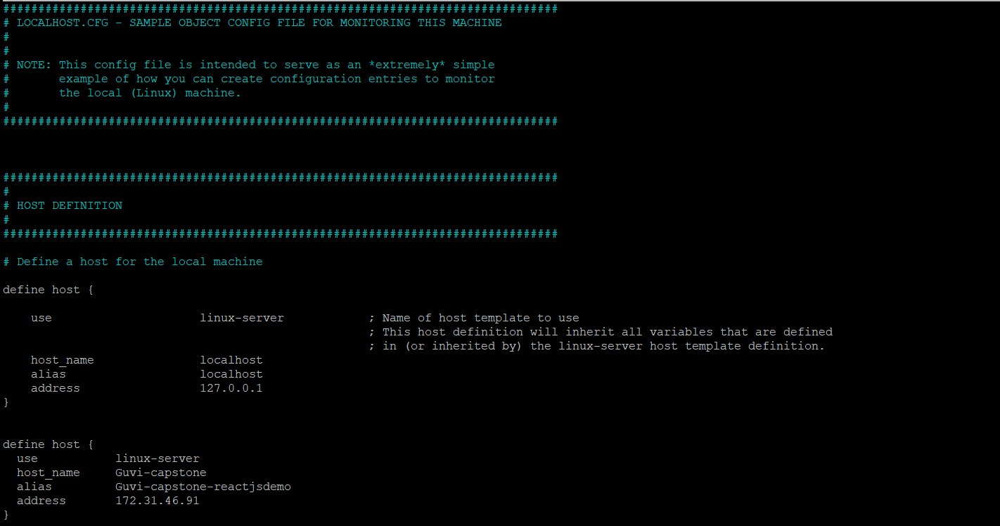 ###############################################################################
# LOCALHOST.CFG - SAMPLE OBJECT CONFIG FILE FOR MONITORING THIS MACHINE
#
#
# NOTE: This config file is intended to serve as an *extremely* simple
#       example of how you can create configuration entries to monitor
#       the local (Linux) machine.
#
###############################################################################
###############################################################################
#
# HOST DEFINITION
#
###############################################################################
# Define a host for the local machine
define host {
    use                     linux-server            ; Name of host template to use
                                                    ; This host definition will inherit all variables that are defined
                                                    ; in (or inherited by) the linux-server host template definition.
    host_name               localhost
    alias                   localhost
    address                 127.0.0.1
}
define host {
  use           linux-server
  host_name     Guvi-capstone
  alias         Guvi-capstone-reactjsdemo
  address       172.31.46.91
}